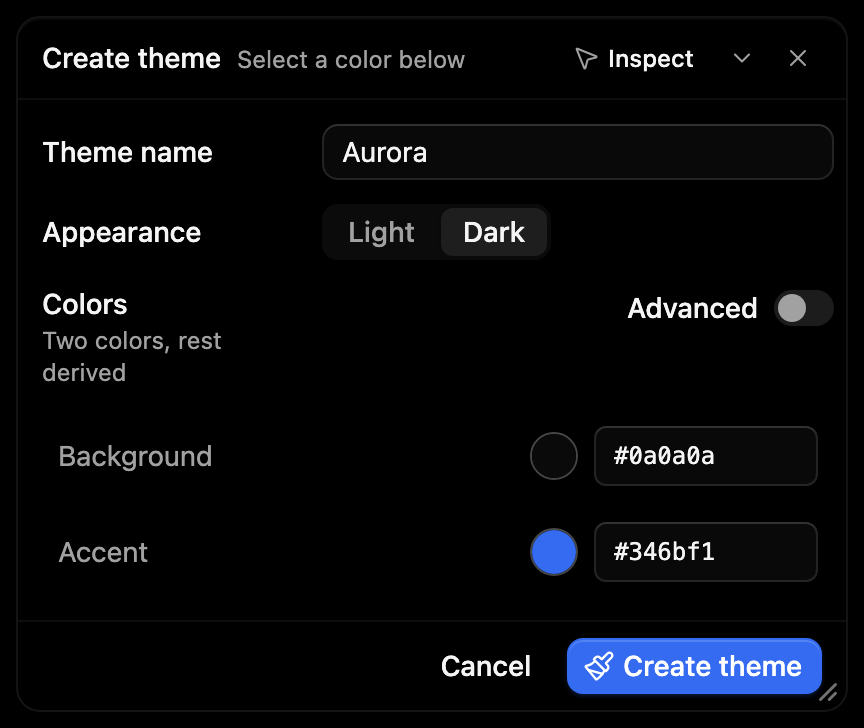 Create theme Select a color below Inspect
Theme name Aurora
Appearance Light Dark
Colors Advanced
Two colors, rest
derived
Background #0a0a0a
Accent #346bf1
Cancel Create theme